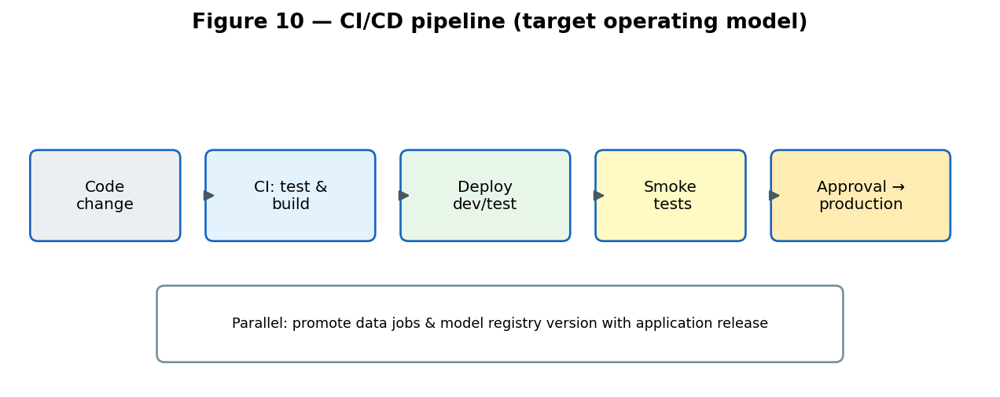 Figure 10 — CI/CD pipeline (target operating model)
Code
change
CI: test &
build
Deploy
dev/test
Smoke
tests
Approval →
production
Parallel: promote data jobs & model registry version with application release